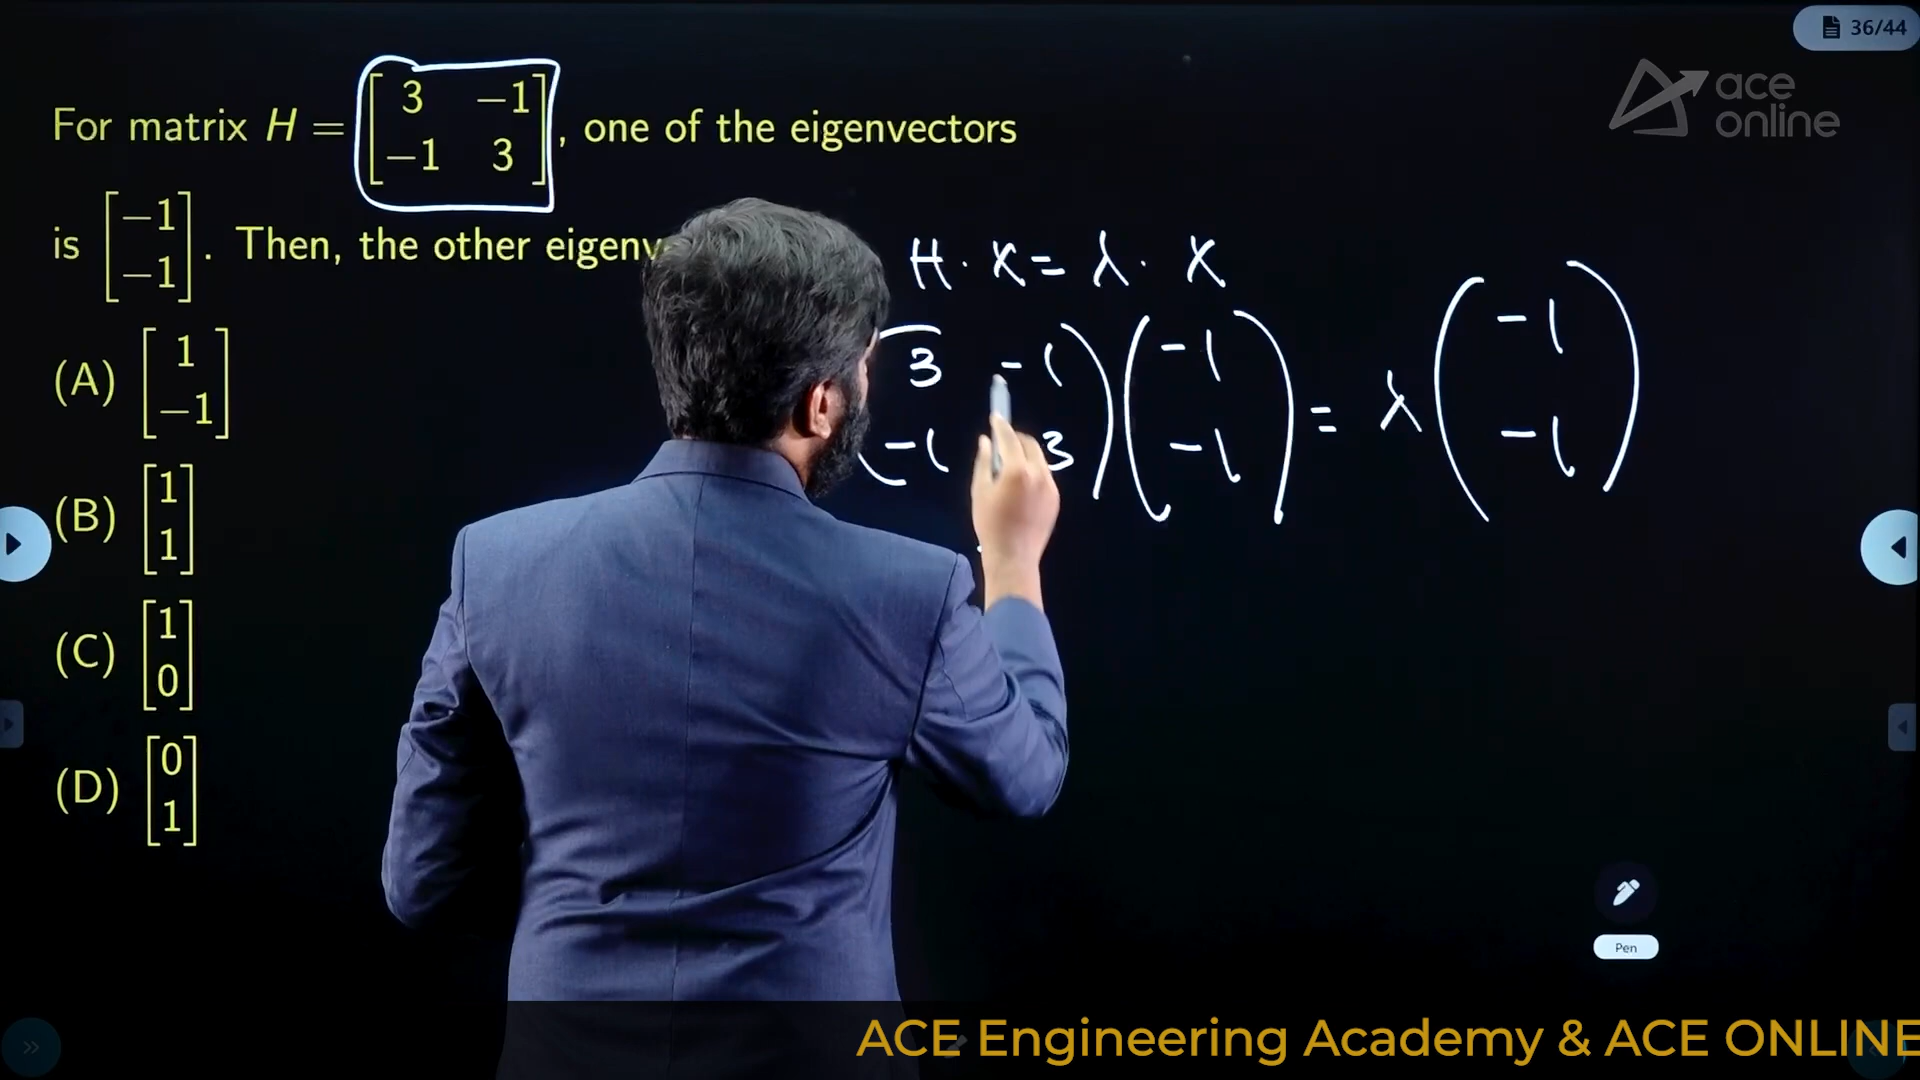 36/44
ace
online
For matrix H = [3 −1; −1 3], one of the eigenvectors
is [−1; −1]. Then, the other
(A) [1; −1]
(B) [1; 1]
(C) [1; 0]
(D) [0; 1]
H · X = λ · X
(3 -1; -1 3)(-1; -1) = λ(-1; -1)
Pen
ACE Engineering Academy & ACE ONLINE